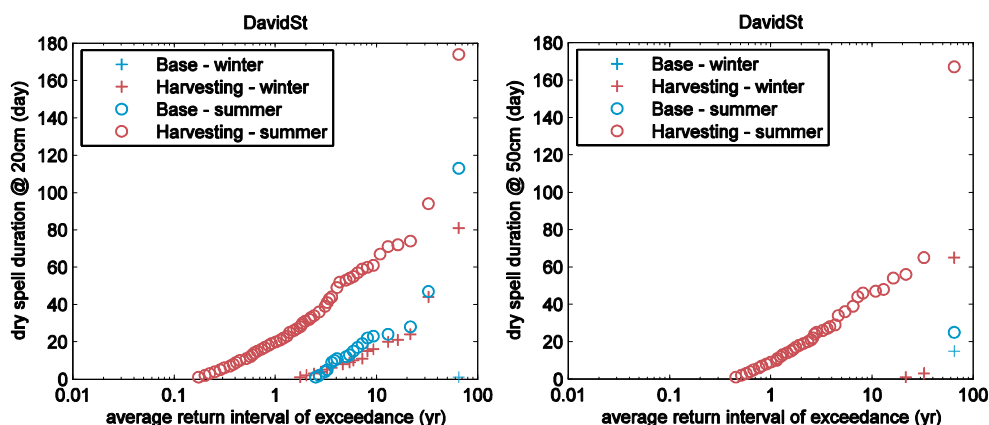 DavidSt
dry spell duration @ 20cm (day)
180
160
140
120
100
80
60
40
20
0
Base - winter
Harvesting - winter
Base - summer
Harvesting - summer
0.01
0.1
1
10
100
average return interval of exceedance (yr)
DavidSt
dry spell duration @ 50cm (day)
180
160
140
120
100
80
60
40
20
0
Base - winter
Harvesting - winter
Base - summer
Harvesting - summer
0.01
0.1
1
10
100
average return interval of exceedance (yr)